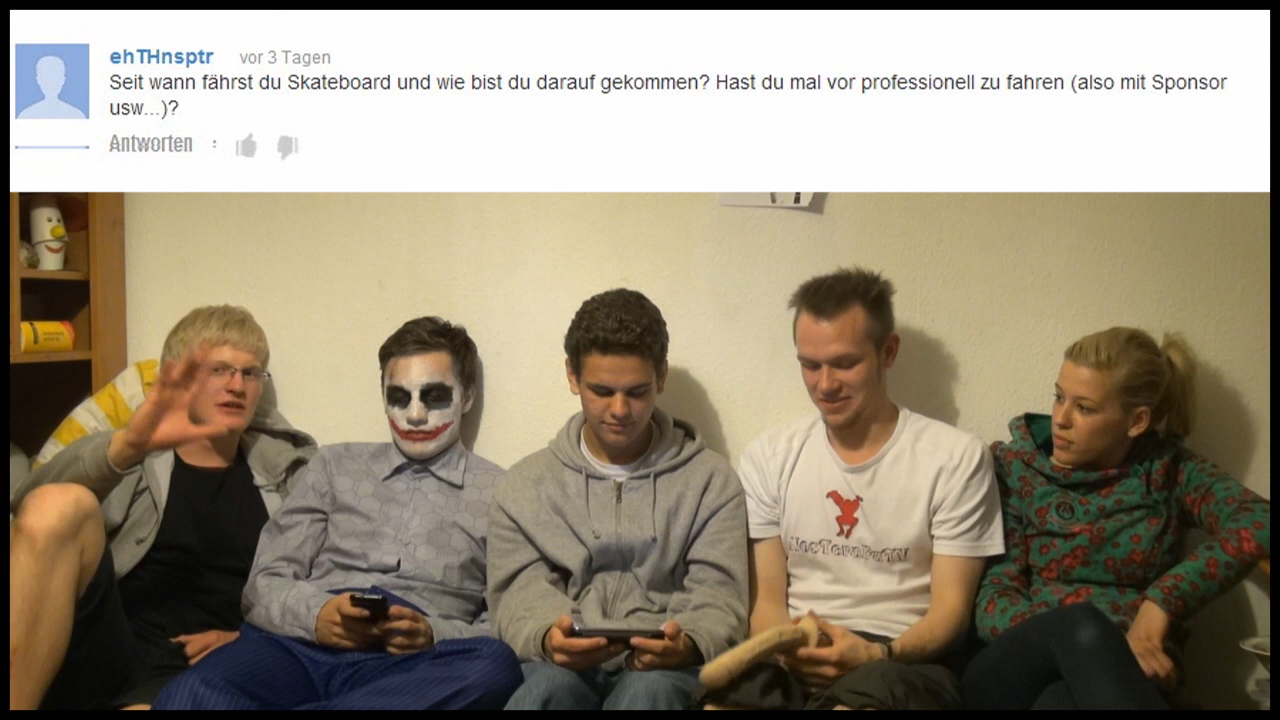 ehTHnsptr vor 3 Tagen
Seit wann fährst du Skateboard und wie bist du darauf gekommen? Hast du mal vor professionell zu fahren (also mit Sponsor
usw...)?
Antworten :